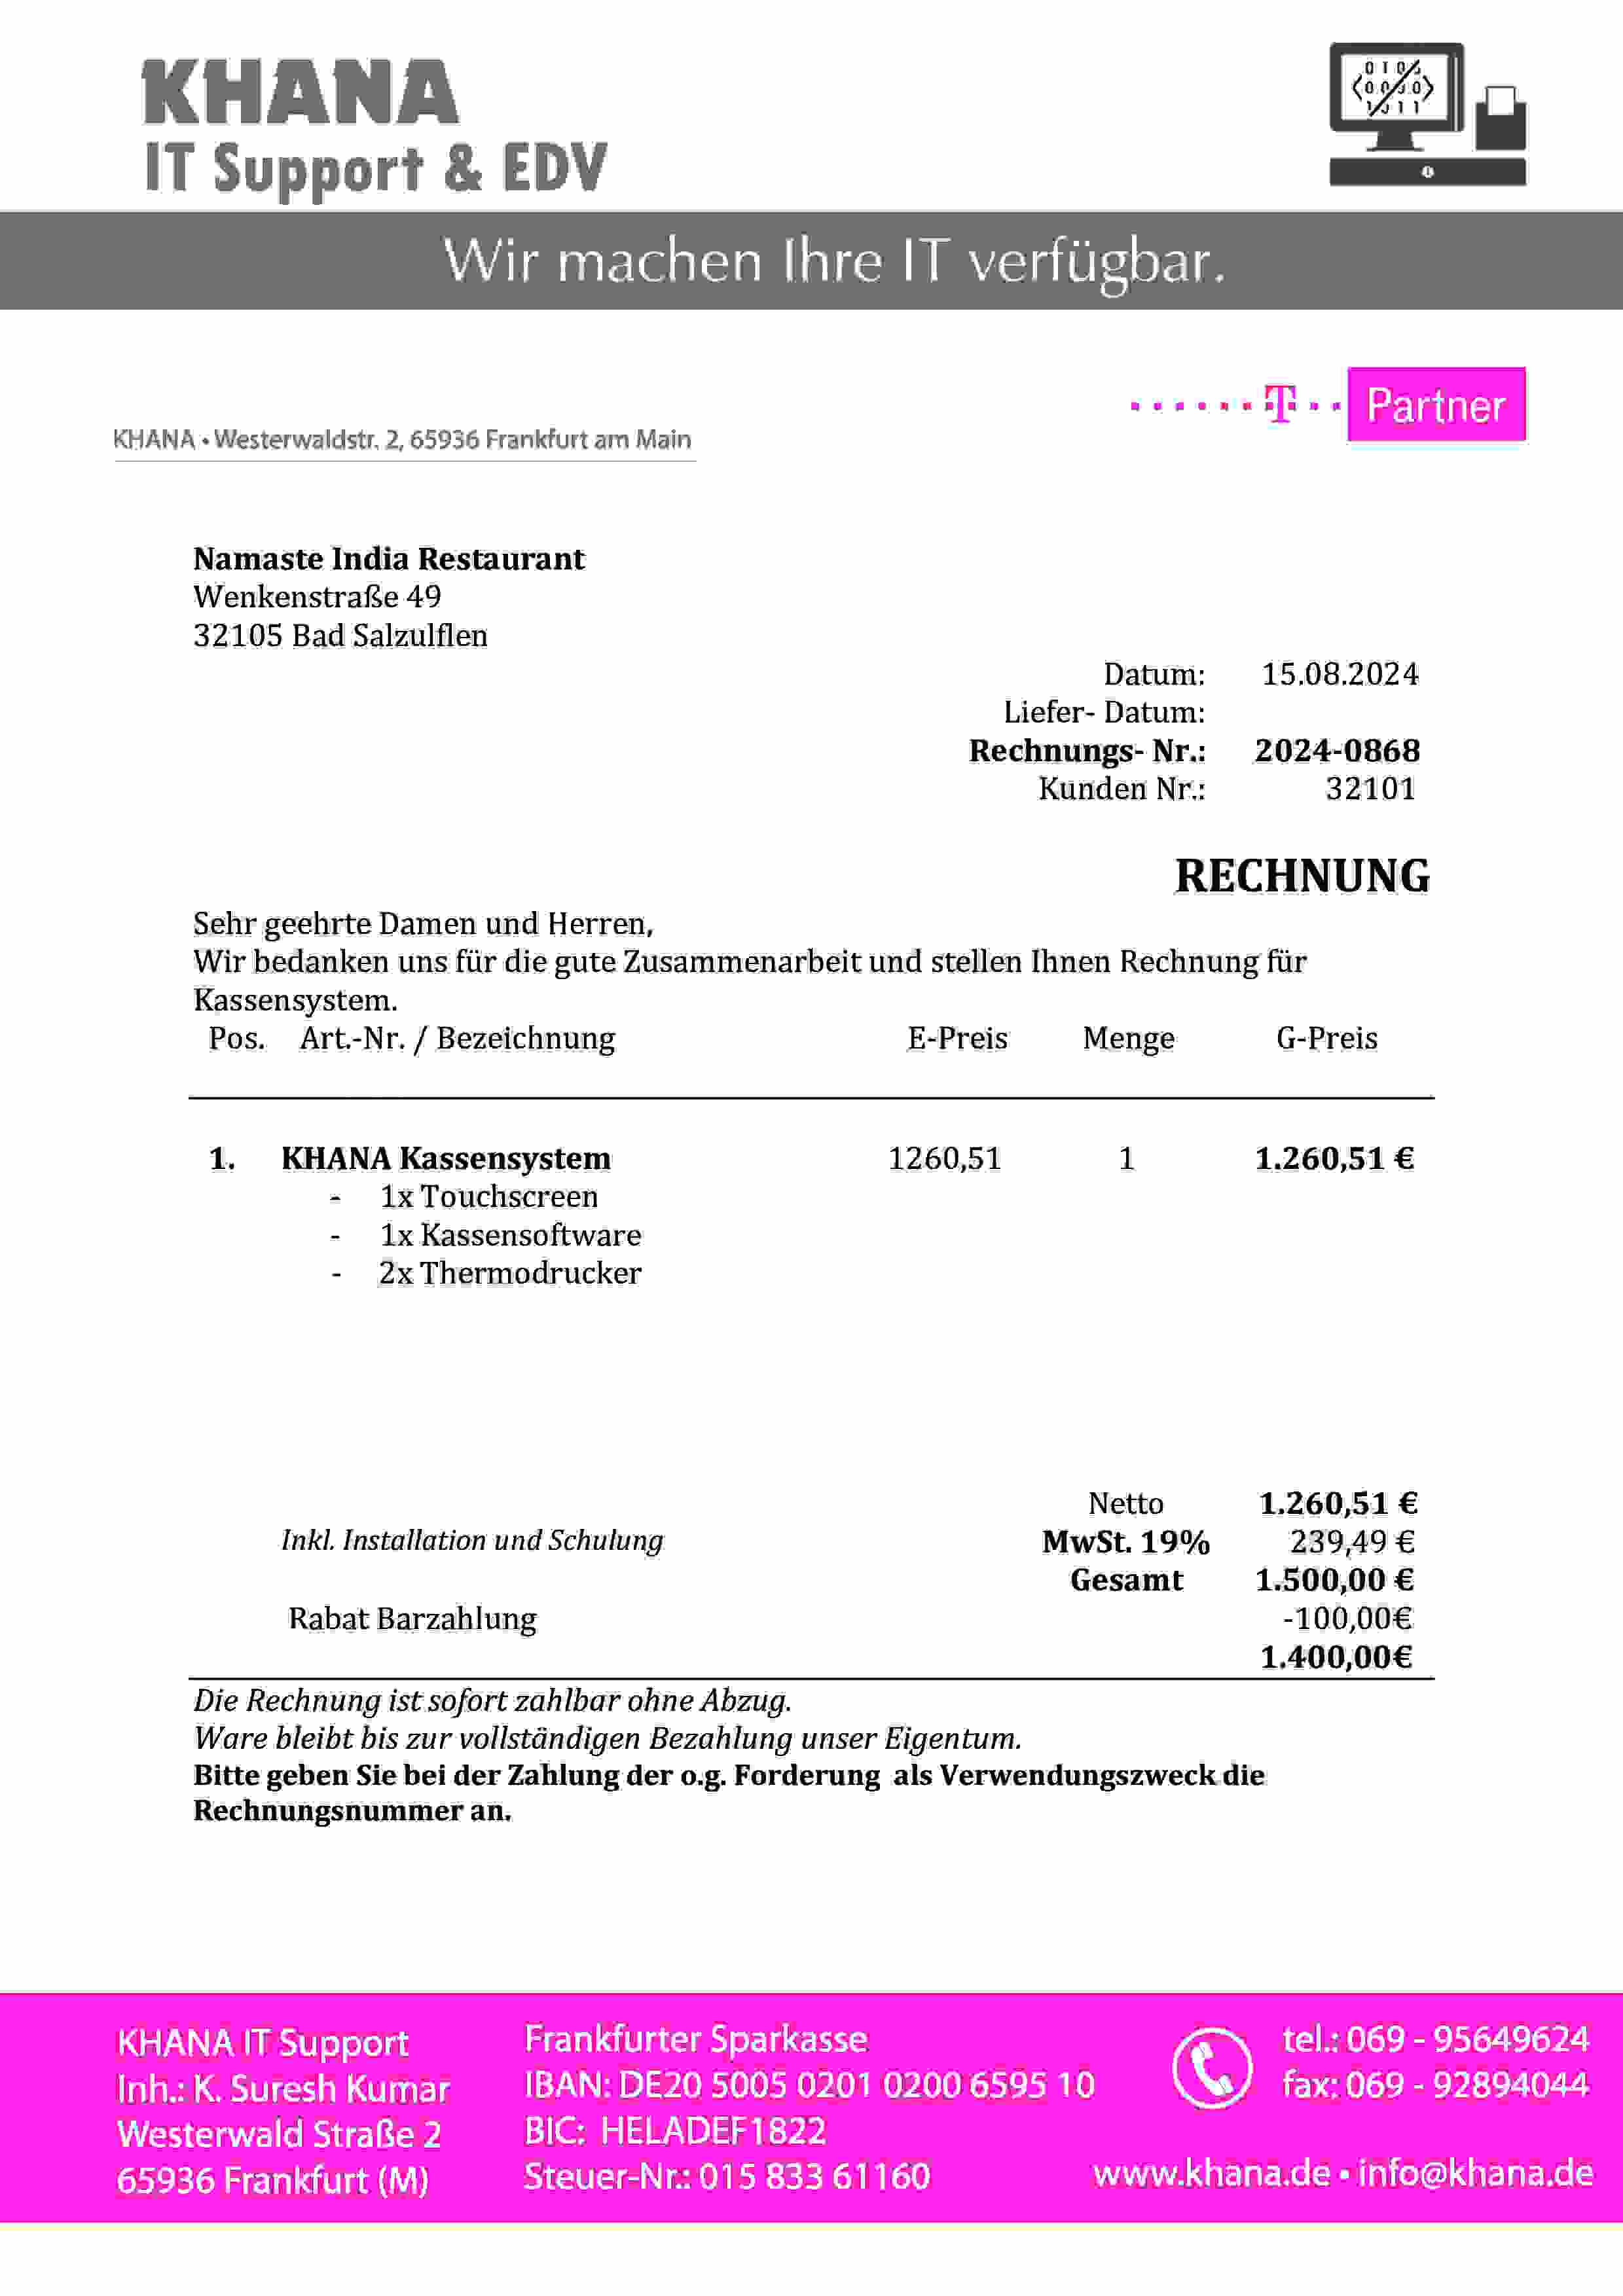 KHANA
IT Support & EDV
Wir machen Ihre IT verfügbar.
T Partner
KHANA • Westerwaldstr. 2, 65936 Frankfurt am Main
Namaste India Restaurant
Wenkenstraße 49
32105 Bad Salzulflen
Datum: 15.08.2024
Liefer- Datum:
Rechnungs- Nr.: 2024-0868
Kunden Nr.: 32101
RECHNUNG
Sehr geehrte Damen und Herren,
Wir bedanken uns für die gute Zusammenarbeit und stellen Ihnen Rechnung für
Kassensystem.
Pos. Art.-Nr. / Bezeichnung E-Preis Menge G-Preis
1. KHANA Kassensystem 1260,51 1 1.260,51 €
- 1x Touchscreen
- 1x Kassensoftware
- 2x Thermodrucker
Netto 1.260,51 €
Inkl. Installation und Schulung MwSt. 19% 239,49 €
Gesamt 1.500,00 €
Rabat Barzahlung -100,00€
1.400,00€
Die Rechnung ist sofort zahlbar ohne Abzug.
Ware bleibt bis zur vollständigen Bezahlung unser Eigentum.
Bitte geben Sie bei der Zahlung der o.g. Forderung als Verwendungszweck die
Rechnungsnummer an.
KHANA IT Support
Inh.: K. Suresh Kumar
Westerwald Straße 2
65936 Frankfurt (M)
Frankfurter Sparkasse
IBAN: DE20 5005 0201 0200 6595 10
BIC: HELADEF1822
Steuer-Nr.: 015 833 61160
tel.: 069 - 95649624
fax: 069 - 92894044
www.khana.de • info@khana.de